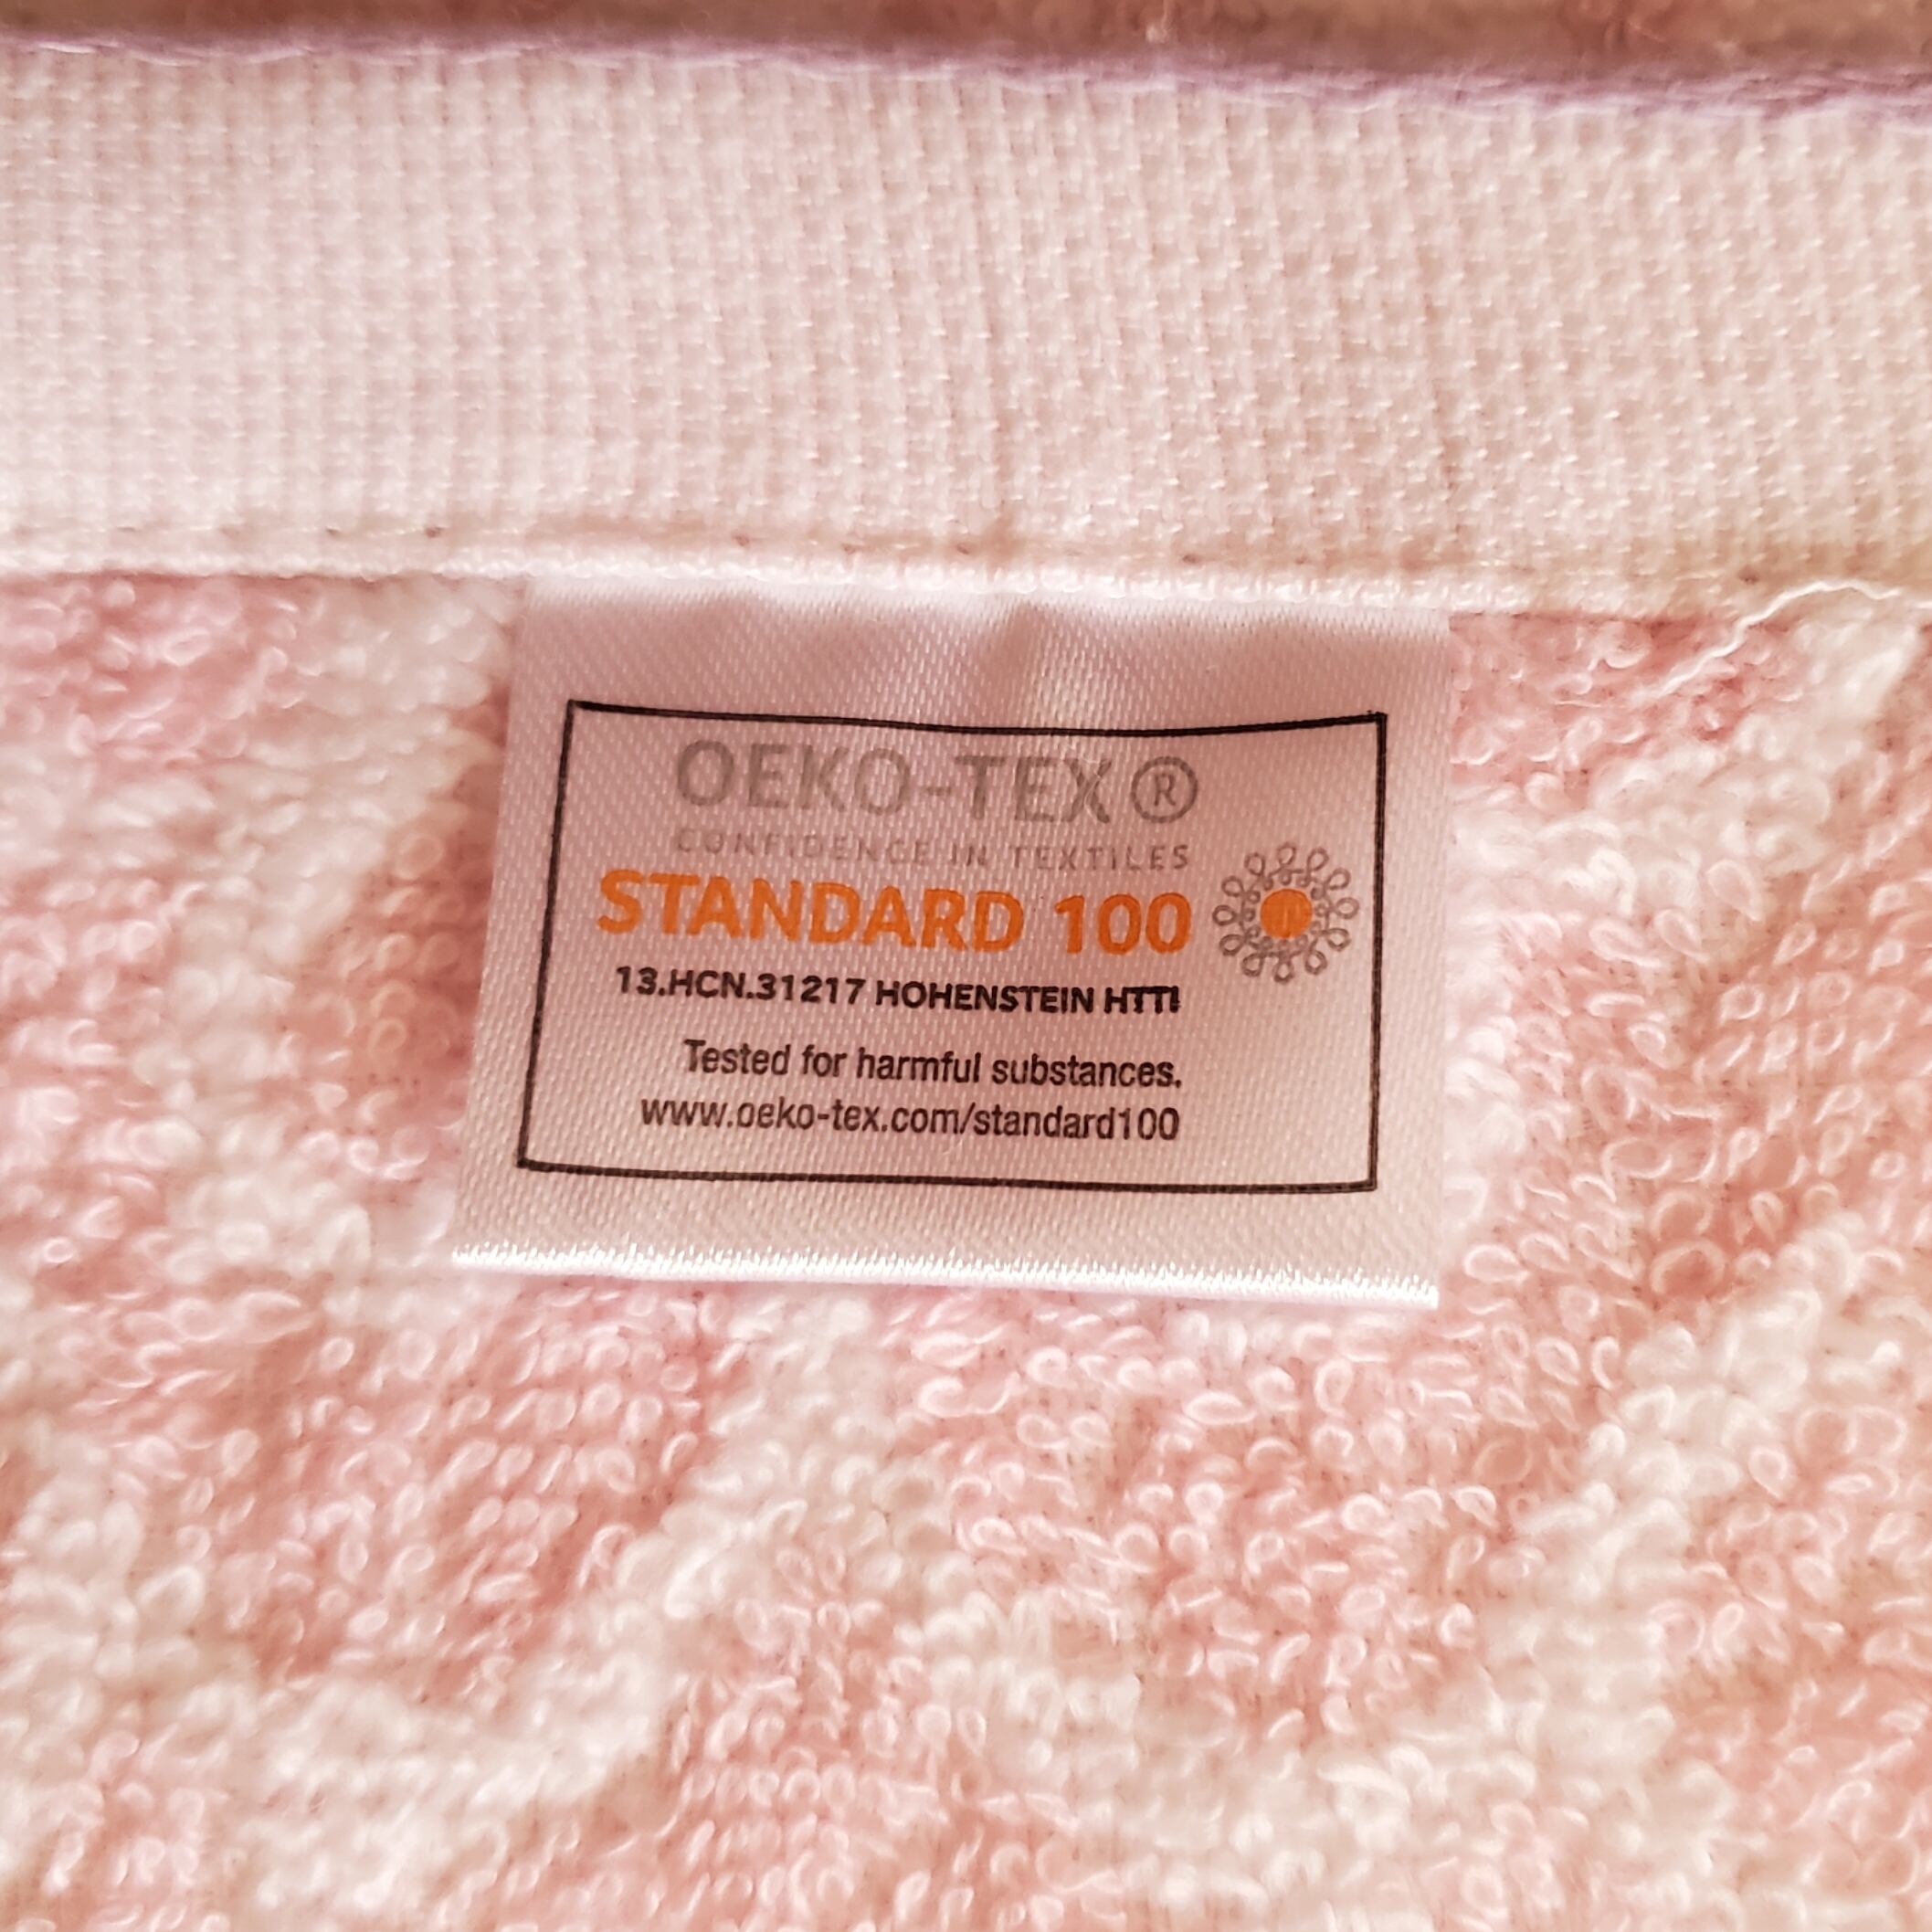 OEKO-TEX®
CONFIDENCE IN TEXTILES
STANDARD 100
13.HCN.31217 HOHENSTEIN HTTI
Tested for harmful substances.
www.oeko-tex.com/standard100